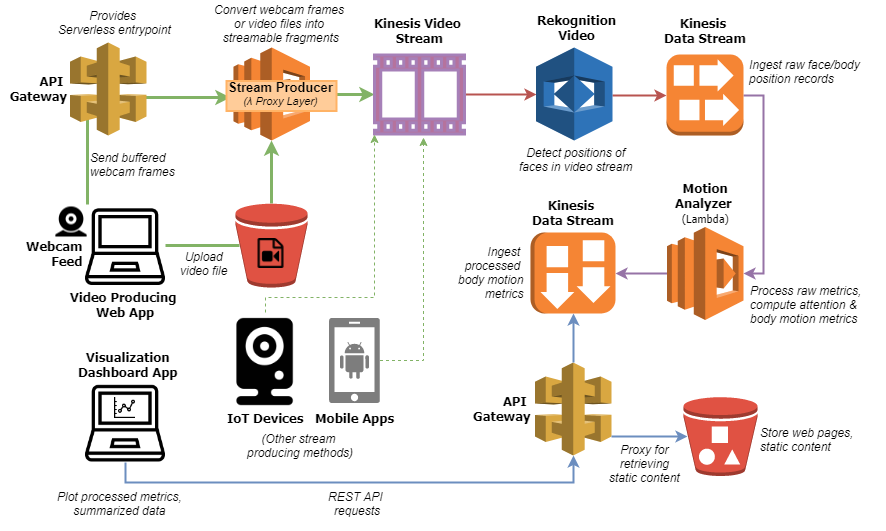 Provides
Serverless entrypoint
API
Gateway
Convert webcam frames
or video files into
streamable fragments
Stream Producer
(λ Proxy Layer)
Kinesis Video
Stream
Rekognition
Video
Kinesis
Data Stream
Ingest raw face/body
position records
Send buffered
webcam frames
Detect positions of
faces in video stream
Webcam
Feed
Upload
video file
Video Producing
Web App
Kinesis
Data Stream
Ingest
processed
body motion
metrics
Motion
Analyzer
(Lambda)
Process raw metrics,
compute attention &
body motion metrics
Visualization
Dashboard App
IoT Devices
Mobile Apps
(Other stream
producing methods)
API
Gateway
Proxy for
retrieving
static content
Store web pages,
static content
Plot processed metrics,
summarized data
REST API
requests